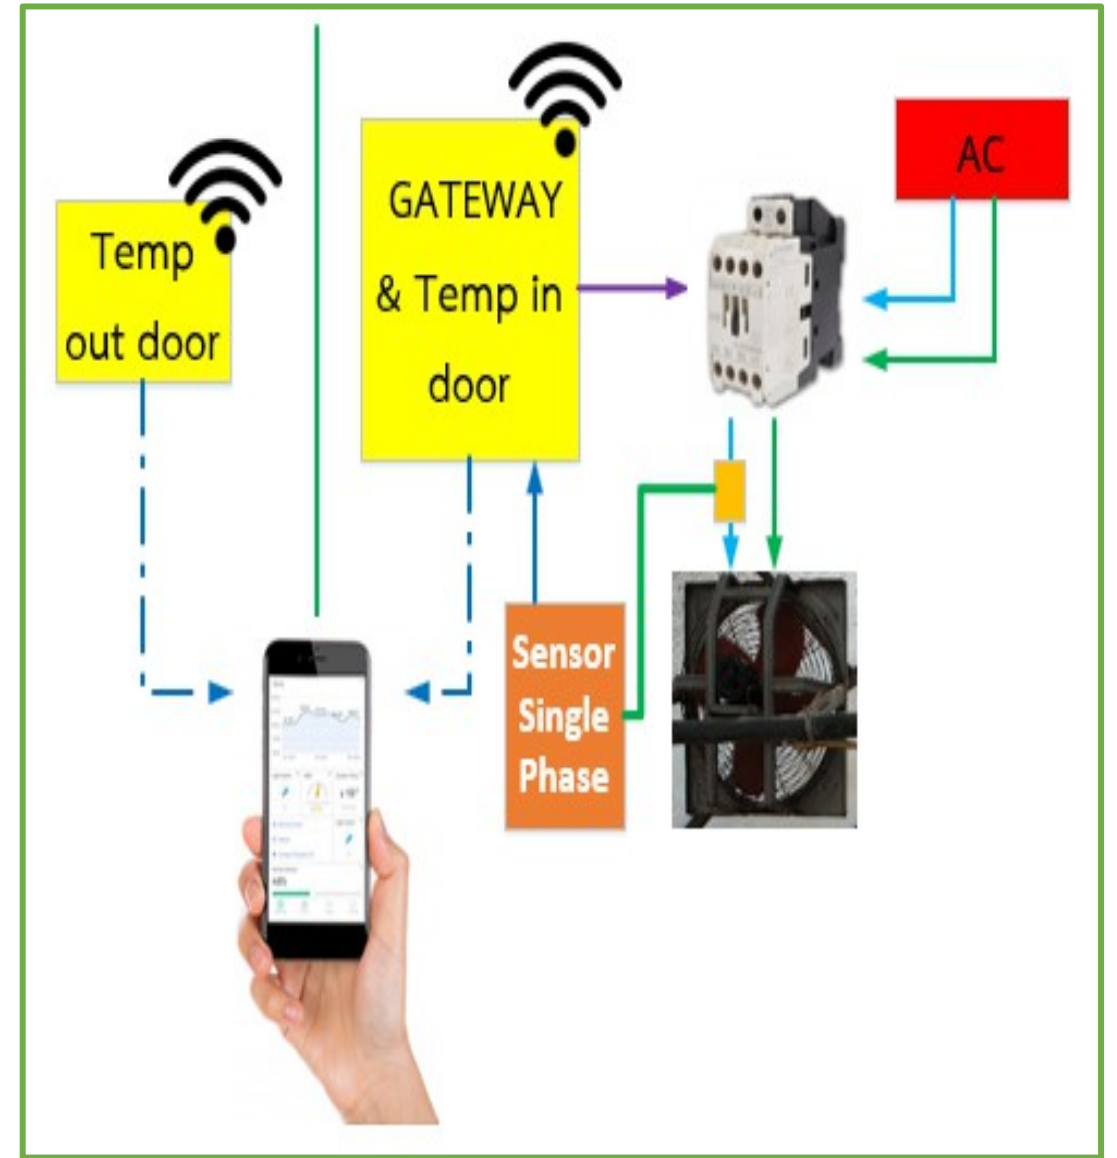 Temp
out door
GATEWAY
& Temp in
door
AC
Sensor
Single
Phase